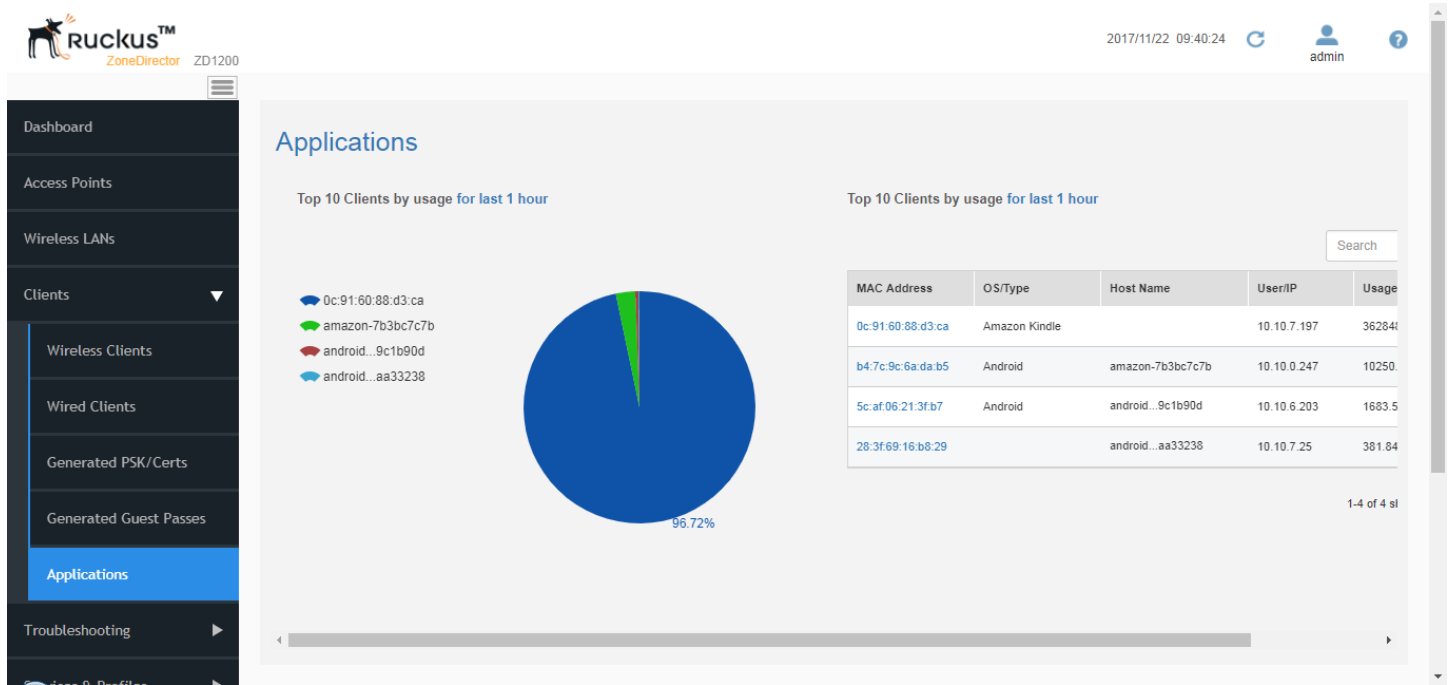 Ruckus™
ZoneDirector ZD1200
2017/11/22 09:40:24
admin
Dashboard
Access Points
Wireless LANs
Clients
Wireless Clients
Wired Clients
Generated PSK/Certs
Generated Guest Passes
Applications
Troubleshooting
Applications
Top 10 Clients by usage for last 1 hour
0c:91:60:88:d3:ca
amazon-7b3bc7c7b
android...9c1b90d
android...aa33238
96.72%
Top 10 Clients by usage for last 1 hour
Search
MAC Address OS/Type Host Name User/IP Usage
0c:91:60:88:d3:ca Amazon Kindle 10.10.7.197 362848
b4:7c:9c:6a:da:b5 Android amazon-7b3bc7c7b 10.10.0.247 10250.
5c:af:06:21:3f:b7 Android android...9c1b90d 10.10.6.203 1683.5
28:3f:69:16:b8:29 android...aa33238 10.10.7.25 381.84
1-4 of 4